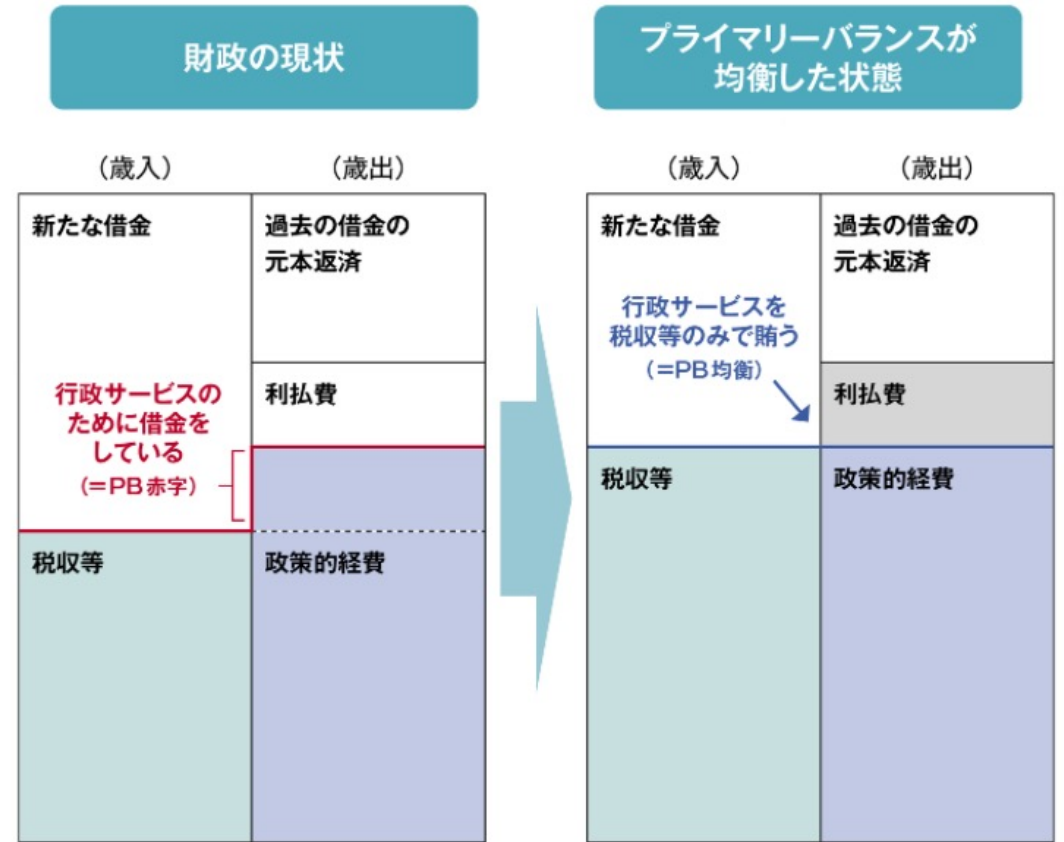 財政の現状
(歳入)
(歳出)
新たな借金
過去の借金の
元本返済
利払費
行政サービスの
ために借金を
している
(=PB赤字)
税収等
政策的経費
プライマリーバランスが
均衡した状態
(歳入)
(歳出)
新たな借金
過去の借金の
元本返済
行政サービスを
税収等のみで賄う
(=PB均衡)
利払費
税収等
政策的経費